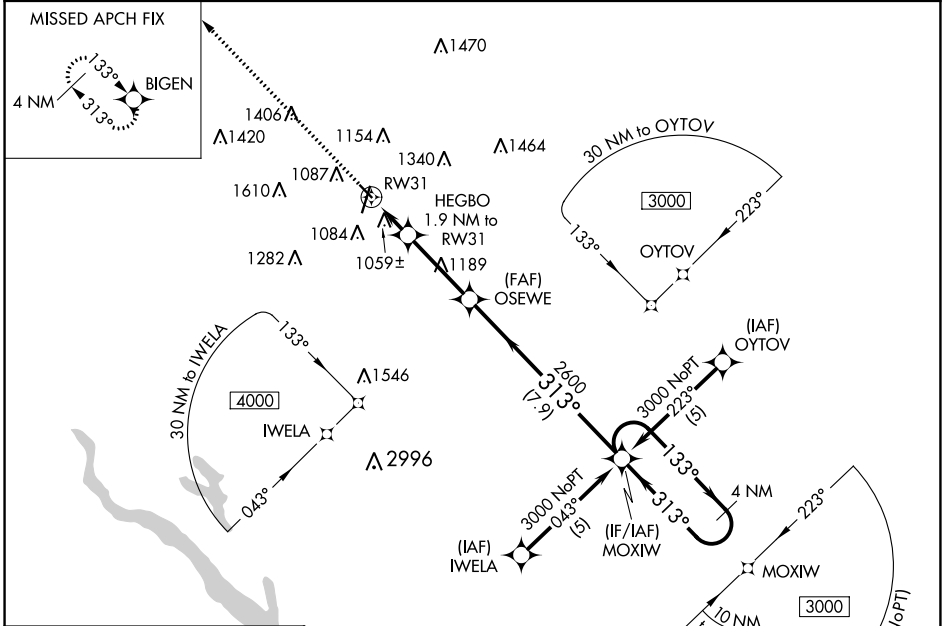 MISSED APCH FIX
133°
BIGEN
4 NM
313°
1470
1406
1420
1154
1464
1340
1087
RW31
1610
HEGBO
1.9 NM to
RW31
1084
1059±
1282
1189
(FAF)
OSEWE
30 NM to OYTOV
3000
223°
133°
OYTOV
(IAF)
OYTOV
30 NM to IWELA
133°
4000
1546
IWELA
2996
043°
2600
313°
(7.9)
3000 NoPT
223°
(5)
133°
4 NM
313°
3000 NoPT
043°
(5)
(IF/IAF)
MOXIW
(IAF)
IWELA
223°
MOXIW
3000
10 NM
oPT)